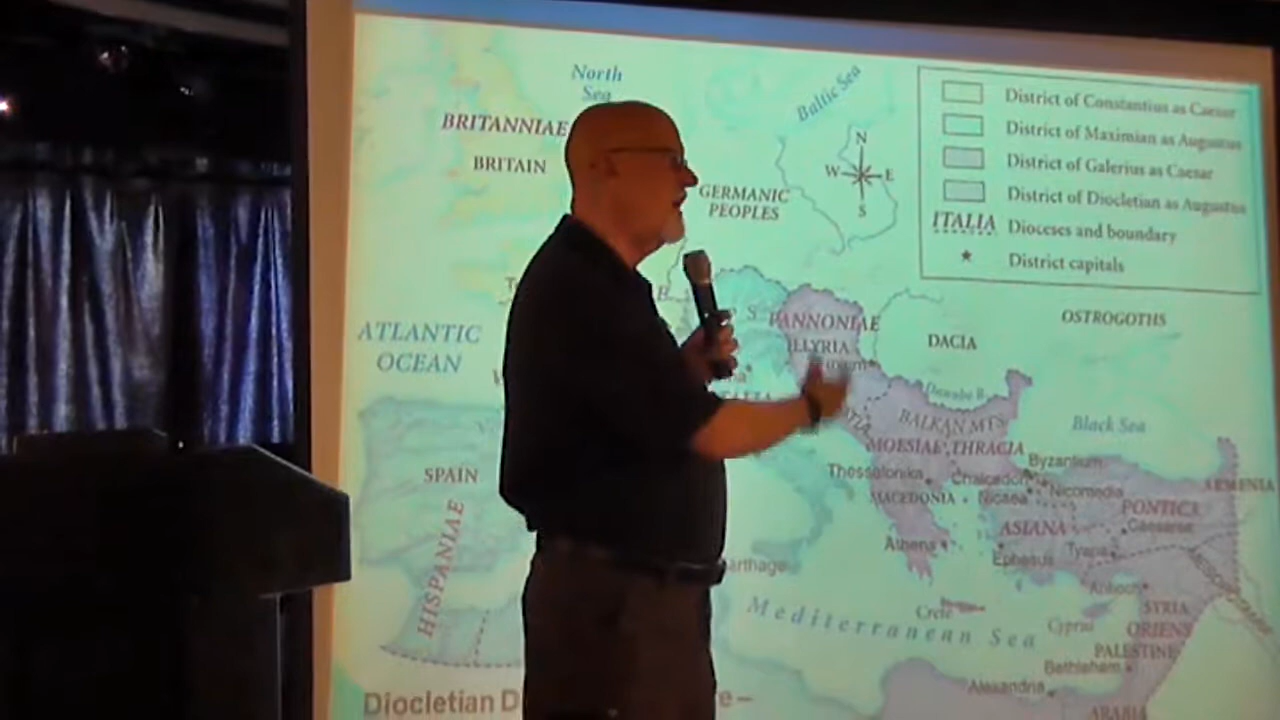 North
Sea
Baltic Sea
BRITANNIAE
BRITAIN
GERMANIC
PEOPLES
N
W
E
S
District of Constantius as Caesar
District of Maximian as Augustus
District of Galerius as Caesar
District of Diocletian as Augustus
ITALIA Dioceses and boundary
District capitals
ATLANTIC
OCEAN
PANNONIAE
ILLYRIA
DACIA
OSTROGOTHS
Danube R.
BALKAN MTS
Black Sea
MOESIAE THRACIA
SPAIN
HISPANIAE
Thessalonika
Chalcedon
Byzantium
MACEDONIA
Nicaea
Nicomedia
ARMENIA
PONTICA
ASIANA
Caesarea
Athens
Ephesus
Tyana
Antioch
Mediterranean Sea
Crete
Cyprus
SYRIA
ORIENS
PALESTINE
Bethlehem
Alexandria
ARABIA
Diocletian D